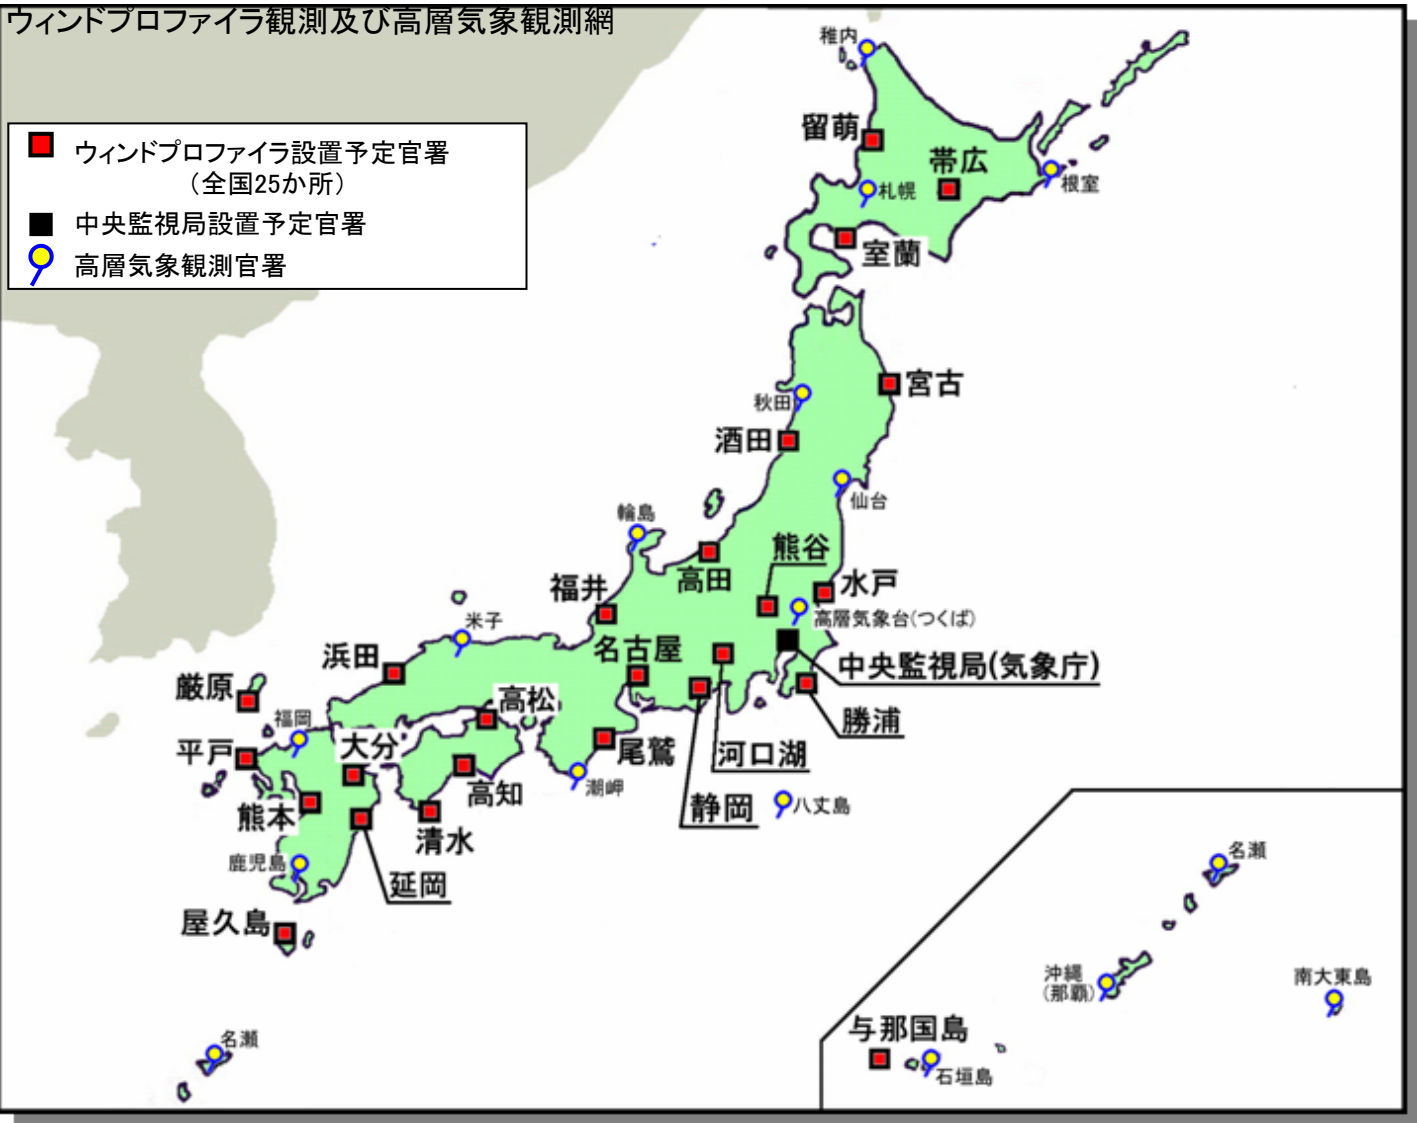 ウィンドプロファイラ観測及び高層気象観測網
ウィンドプロファイラ設置予定官署
（全国25か所）
中央監視局設置予定官署
高層気象観測官署
稚内
留萌
帯広
根室
札幌
室蘭
宮古
秋田
酒田
仙台
輪島
熊谷
高田
福井
水戸
高層気象台(つくば)
米子
名古屋
浜田
中央監視局(気象庁)
厳原
高松
勝浦
福岡
大分
平戸
尾鷲
河口湖
潮岬
高知
静岡
八丈島
熊本
清水
鹿児島
延岡
屋久島
名瀬
名瀬
沖縄
(那覇)
南大東島
与那国島
石垣島